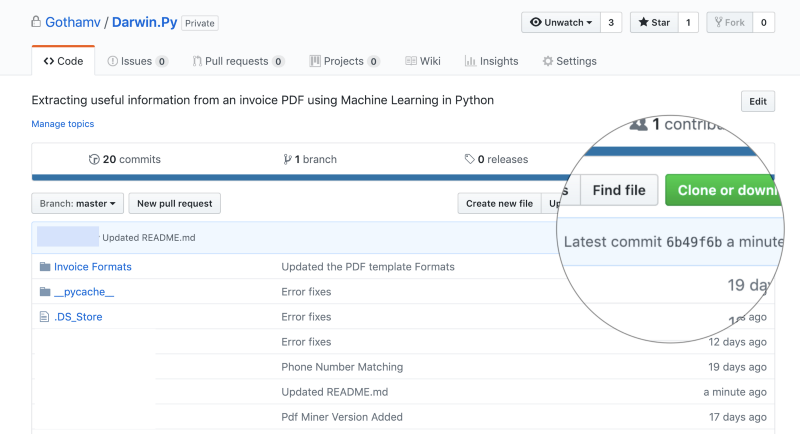 Gothamv / Darwin.Py Private
Unwatch 3 Star 1 Fork 0
Code Issues 0 Pull requests 0 Projects 0 Wiki Insights Settings
Extracting useful information from an invoice PDF using Machine Learning in Python Edit
Manage topics
1 contribu
20 commits 1 branch 0 releases
Branch: master New pull request Create new file Up s Find file Clone or downl
Updated README.md Latest commit 6b49f6b a minute
Invoice Formats Updated the PDF template Formats
__pycache__ Error fixes 19 day
.DS_Store Error fixes ago
Error fixes 12 days ago
Phone Number Matching 19 days ago
Updated README.md a minute ago
Pdf Miner Version Added 17 days ago